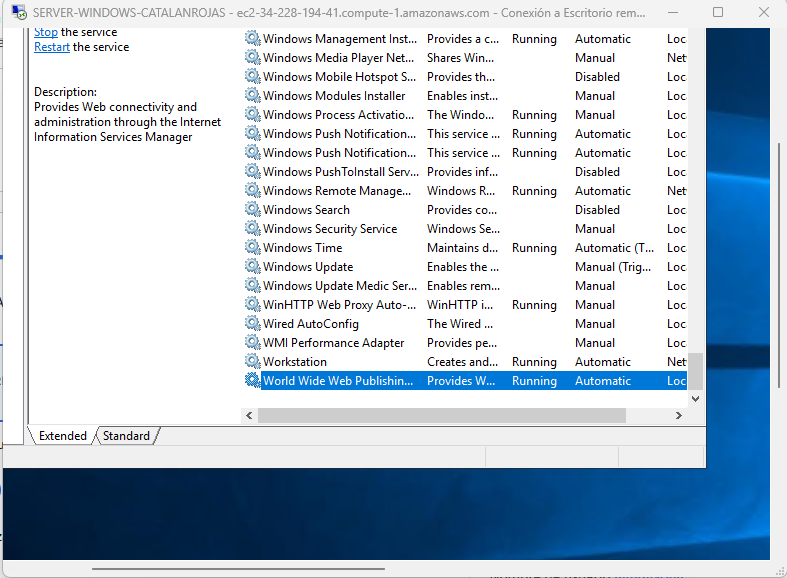 SERVER-WINDOWS-CATALANROJAS - ec2-34-228-194-41.compute-1.amazonaws.com - Conexión a Escritorio rem...
Stop the service
Restart the service
Description:
Provides Web connectivity and
administration through the Internet
Information Services Manager
Windows Management Inst... Provides a c... Running Automatic Loc
Windows Media Player Net... Shares Win... Manual Net
Windows Mobile Hotspot S... Provides th... Disabled Loc
Windows Modules Installer Enables inst... Manual Loc
Windows Process Activatio... The Windo... Running Manual Loc
Windows Push Notification... This service ... Running Automatic Loc
Windows Push Notification... This service ... Running Automatic Loc
Windows PushToInstall Serv... Provides inf... Disabled Loc
Windows Remote Manage... Windows R... Running Automatic Net
Windows Search Provides co... Disabled Loc
Windows Security Service Windows Se... Manual Loc
Windows Time Maintains d... Running Automatic (T... Loc
Windows Update Enables the ... Manual (Trig... Loc
Windows Update Medic Ser... Enables rem... Manual Loc
WinHTTP Web Proxy Auto-... WinHTTP i... Running Manual Loc
Wired AutoConfig The Wired ... Manual Loc
WMI Performance Adapter Provides pe... Manual Loc
Workstation Creates and... Running Automatic Net
World Wide Web Publishin... Provides W... Running Automatic Loc
Extended Standard